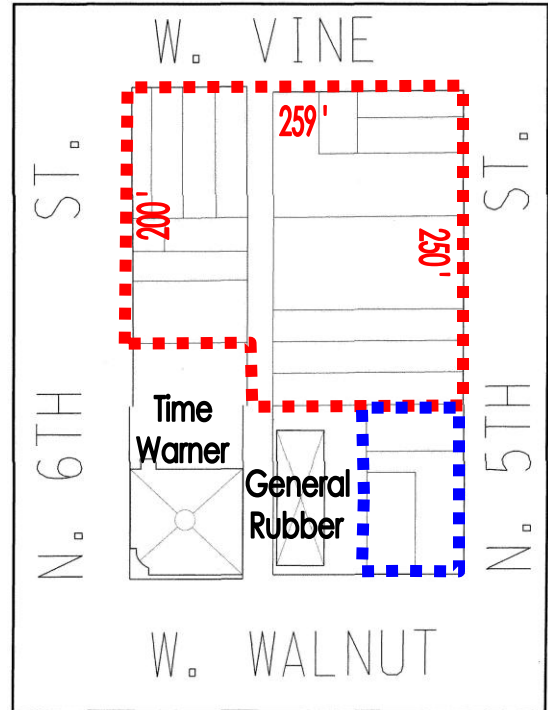 W. VINE
259'
N. 6TH ST.
200'
250'
N. 5TH ST.
Time
Warner
General
Rubber
W. WALNUT